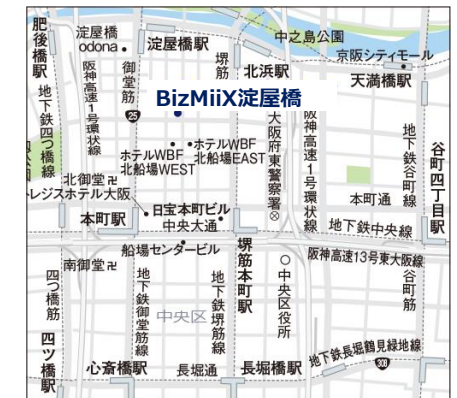 肥後橋駅
淀屋橋
odona
淀屋橋駅
中之島公園
京阪シティモール
天満橋駅
北浜駅
堺筋
御堂筋
25
阪神高速1号環状線
地下鉄四つ橋線
BizMiiX淀屋橋
ホテルWBF
北船場WEST
ホテルWBF
北船場EAST
大阪府東警察署
阪神高速1号環状線
地下鉄谷町線
谷町四丁目駅
北御堂
トレジスホテル大阪
本町通
日宝本町ビル
中央大通
本町駅
地下鉄中央線
船場センタービル
堺筋本町駅
阪神高速13号東大阪線
南御堂
四つ橋筋
地下鉄御堂筋線
中央区
地下鉄堺筋線
中央区役所
谷町筋
四ツ橋駅
心斎橋駅
長堀通
長堀橋駅
地下鉄長堀鶴見緑地線
308